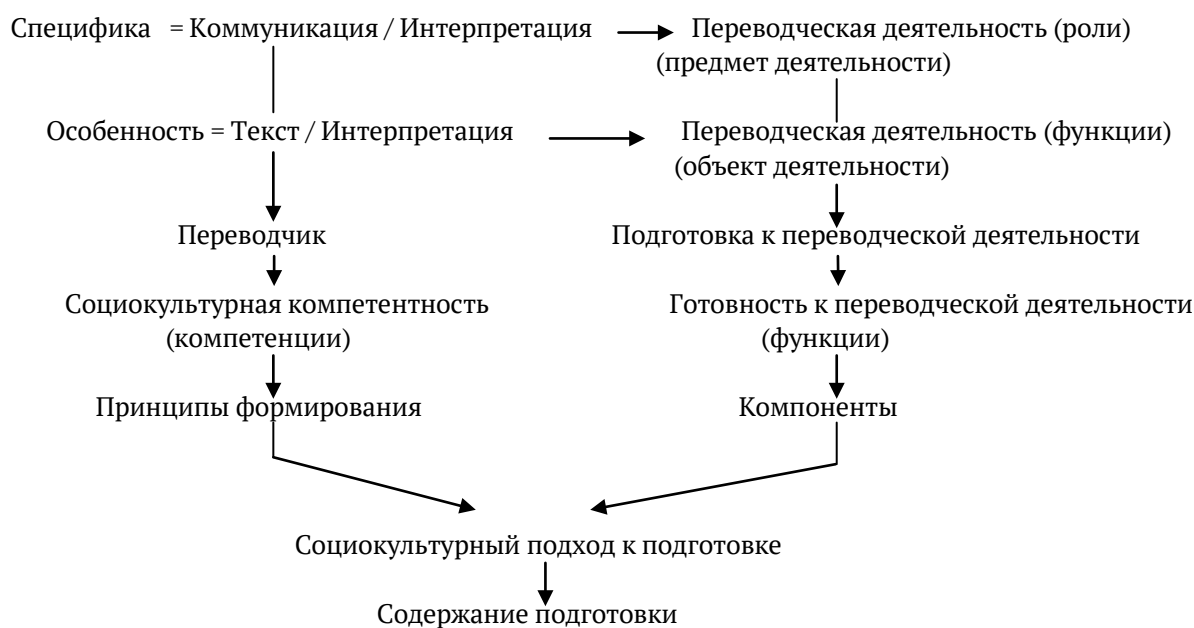 Специфика = Коммуникация / Интерпретация Переводческая деятельность (роли)
(предмет деятельности)
Особенность = Текст / Интерпретация Переводческая деятельность (функции)
(объект деятельности)
Переводчик Подготовка к переводческой деятельности
Социокультурная компетентность Готовность к переводческой деятельности
(компетенции) (функции)
Принципы формирования Компоненты
Социокультурный подход к подготовке
Содержание подготовки